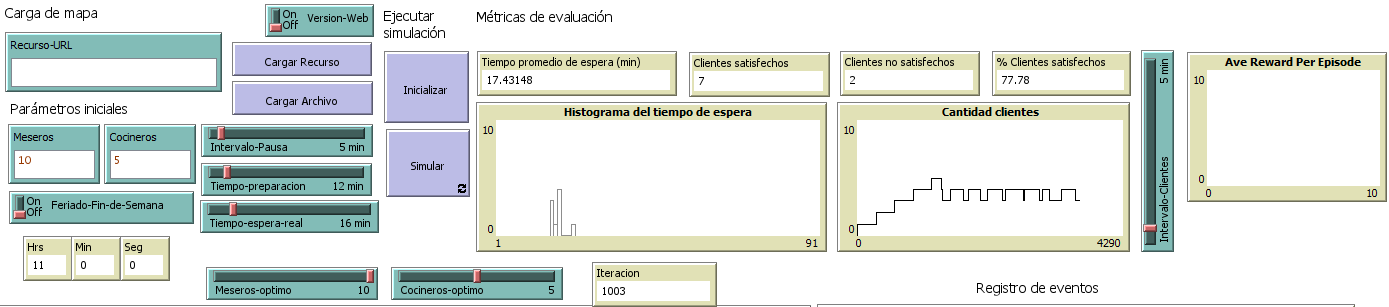 Carga de mapa
On
Off
Version-Web
Ejecutar
simulación
Métricas de evaluación
Recurso-URL
Cargar Recurso
Cargar Archivo
Inicializar
Simular
Tiempo promedio de espera (min)
17.43148
Clientes satisfechos
7
Clientes no satisfechos
2
% Clientes satisfechos
77.78
Parámetros iniciales
Meseros
10
Cocineros
5
Intervalo-Pausa
5 min
Tiempo-preparacion
12 min
Tiempo-espera-real
16 min
On
Off
Feriado-Fin-de-Semana
Hrs
11
Min
0
Seg
0
Histograma del tiempo de espera
10
0
1
91
Cantidad clientes
10
0
0
4290
Intervalo-Clientes
5 min
Ave Reward Per Episode
10
0
0
10
Meseros-optimo
10
Cocineros-optimo
5
Iteracion
1003
Registro de eventos